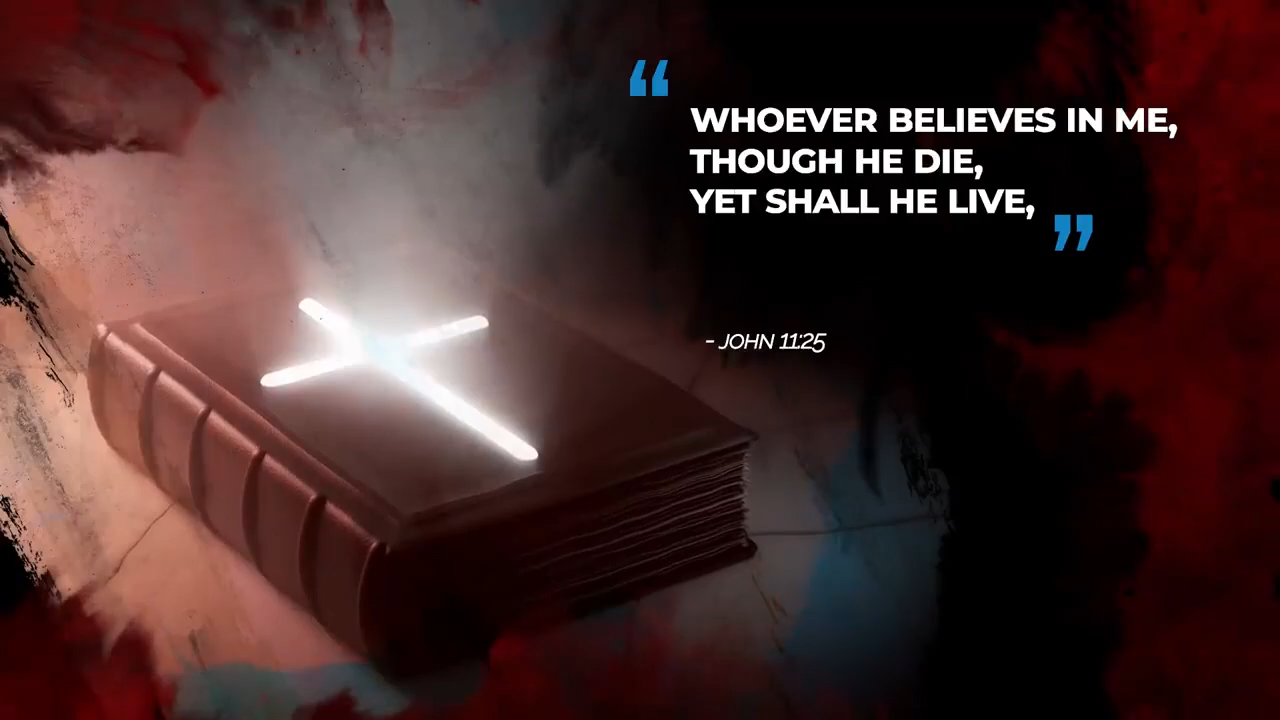 “
WHOEVER BELIEVES IN ME,
THOUGH HE DIE,
YET SHALL HE LIVE,
”
- JOHN 11:25